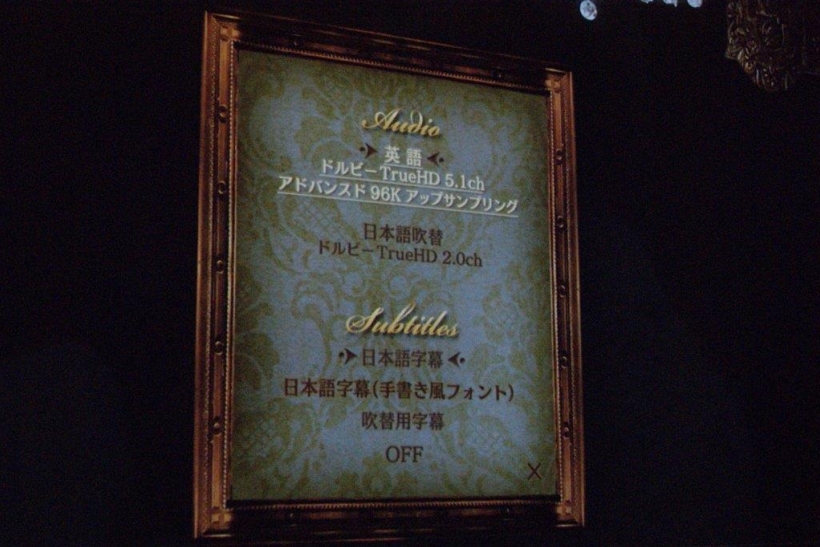 Audio
英語
ドルビーTrueHD 5.1ch
アドバンスド 96K アップサンプリング
日本語吹替
ドルビーTrueHD 2.0ch
Subtitles
日本語字幕
日本語字幕(手書き風フォント)
吹替用字幕
OFF
×